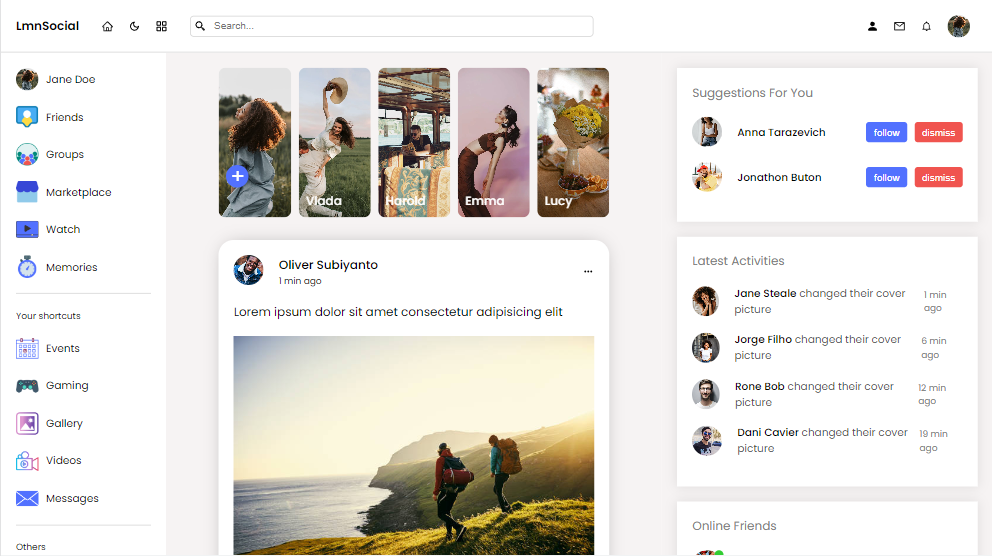 LmnSocial
Search...
Jane Doe
Friends
Groups
Marketplace
Watch
Memories
Your shortcuts
Events
Gaming
Gallery
Videos
Messages
Others
Vlada
Harold
Emma
Lucy
Oliver Subiyanto
1 min ago
Lorem ipsum dolor sit amet consectetur adipisicing elit
Suggestions For You
Anna Tarazevich
follow
dismiss
Jonathon Buton
follow
dismiss
Latest Activities
Jane Steale changed their cover
picture
1 min
ago
Jorge Filho changed their cover
picture
6 min
ago
Rone Bob changed their cover
picture
12 min
ago
Dani Cavier changed their cover
picture
19 min
ago
Online Friends